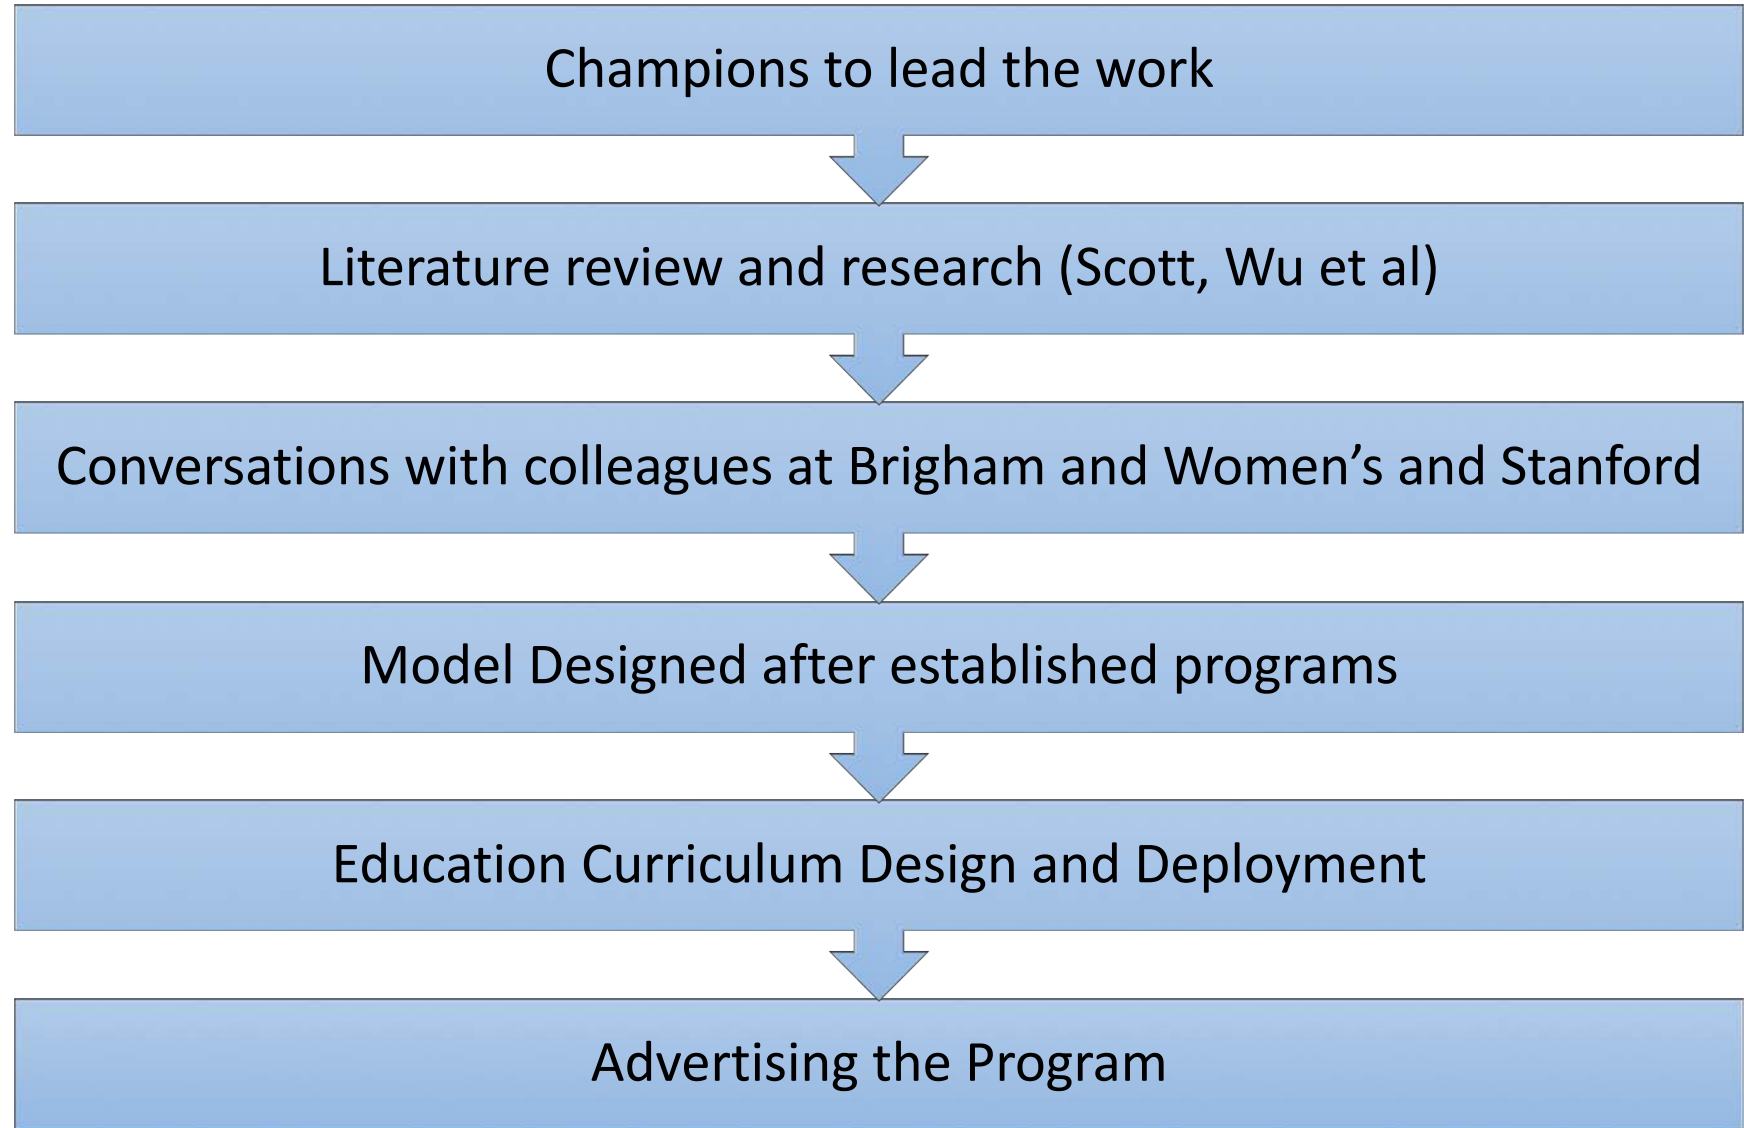 Champions to lead the work
Literature review and research (Scott, Wu et al)
Conversations with colleagues at Brigham and Women’s and Stanford
Model Designed after established programs
Education Curriculum Design and Deployment
Advertising the Program